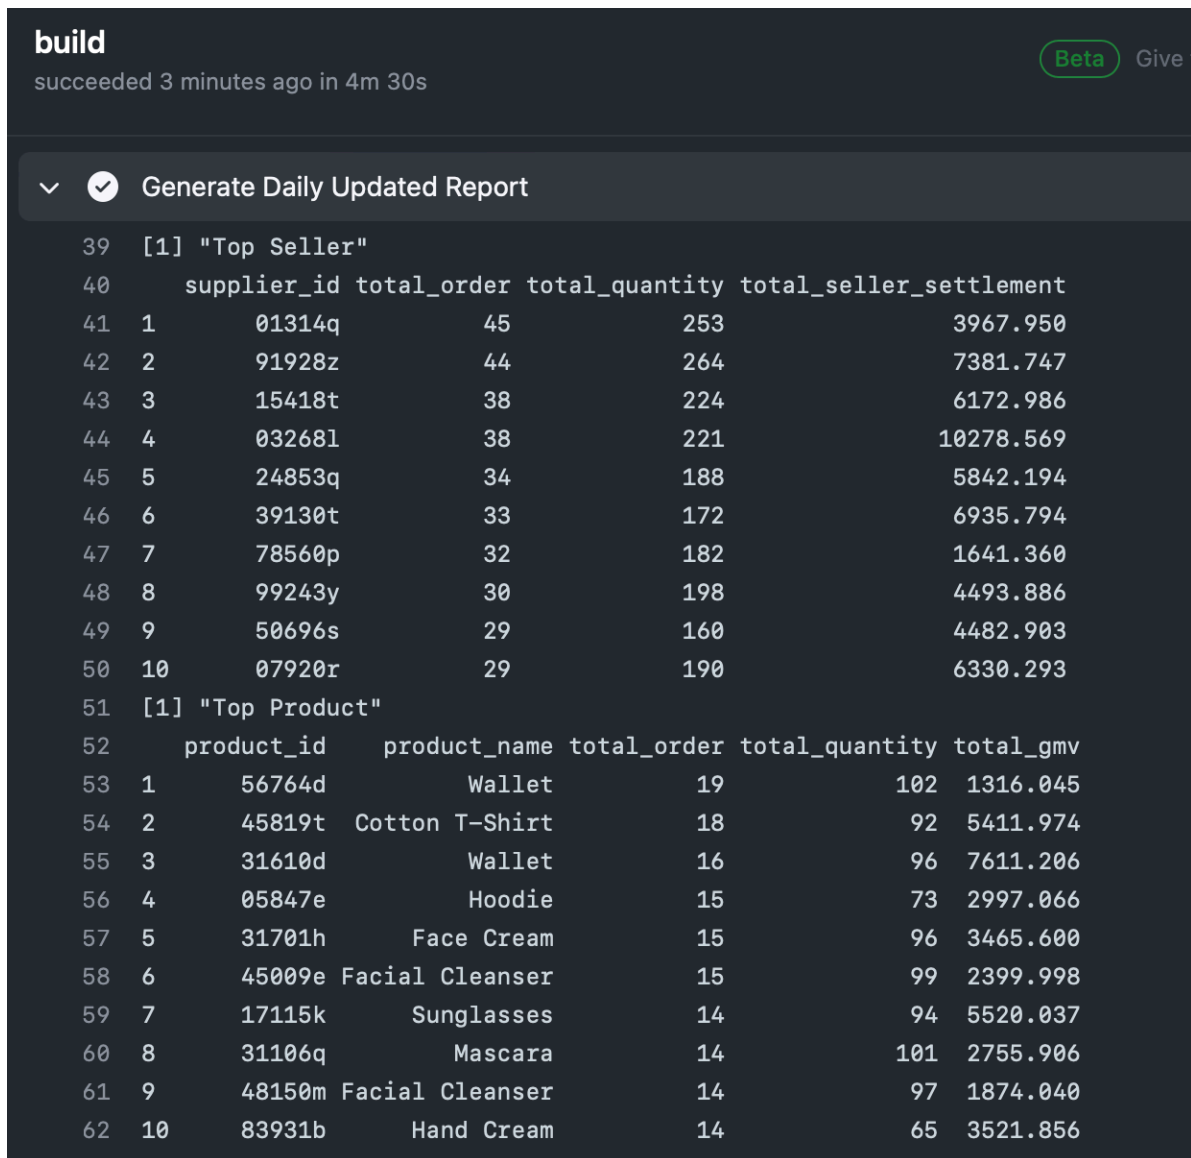 build
succeeded 3 minutes ago in 4m 30s
Beta Give
Generate Daily Updated Report
39 [1] "Top Seller"
40 supplier_id total_order total_quantity total_seller_settlement
41 1 01314q 45 253 3967.950
42 2 91928z 44 264 7381.747
43 3 15418t 38 224 6172.986
44 4 03268l 38 221 10278.569
45 5 24853q 34 188 5842.194
46 6 39130t 33 172 6935.794
47 7 78560p 32 182 1641.360
48 8 99243y 30 198 4493.886
49 9 50696s 29 160 4482.903
50 10 07920r 29 190 6330.293
51 [1] "Top Product"
52 product_id product_name total_order total_quantity total_gmv
53 1 56764d Wallet 19 102 1316.045
54 2 45819t Cotton T-Shirt 18 92 5411.974
55 3 31610d Wallet 16 96 7611.206
56 4 05847e Hoodie 15 73 2997.066
57 5 31701h Face Cream 15 96 3465.600
58 6 45009e Facial Cleanser 15 99 2399.998
59 7 17115k Sunglasses 14 94 5520.037
60 8 31106q Mascara 14 101 2755.906
61 9 48150m Facial Cleanser 14 97 1874.040
62 10 83931b Hand Cream 14 65 3521.856